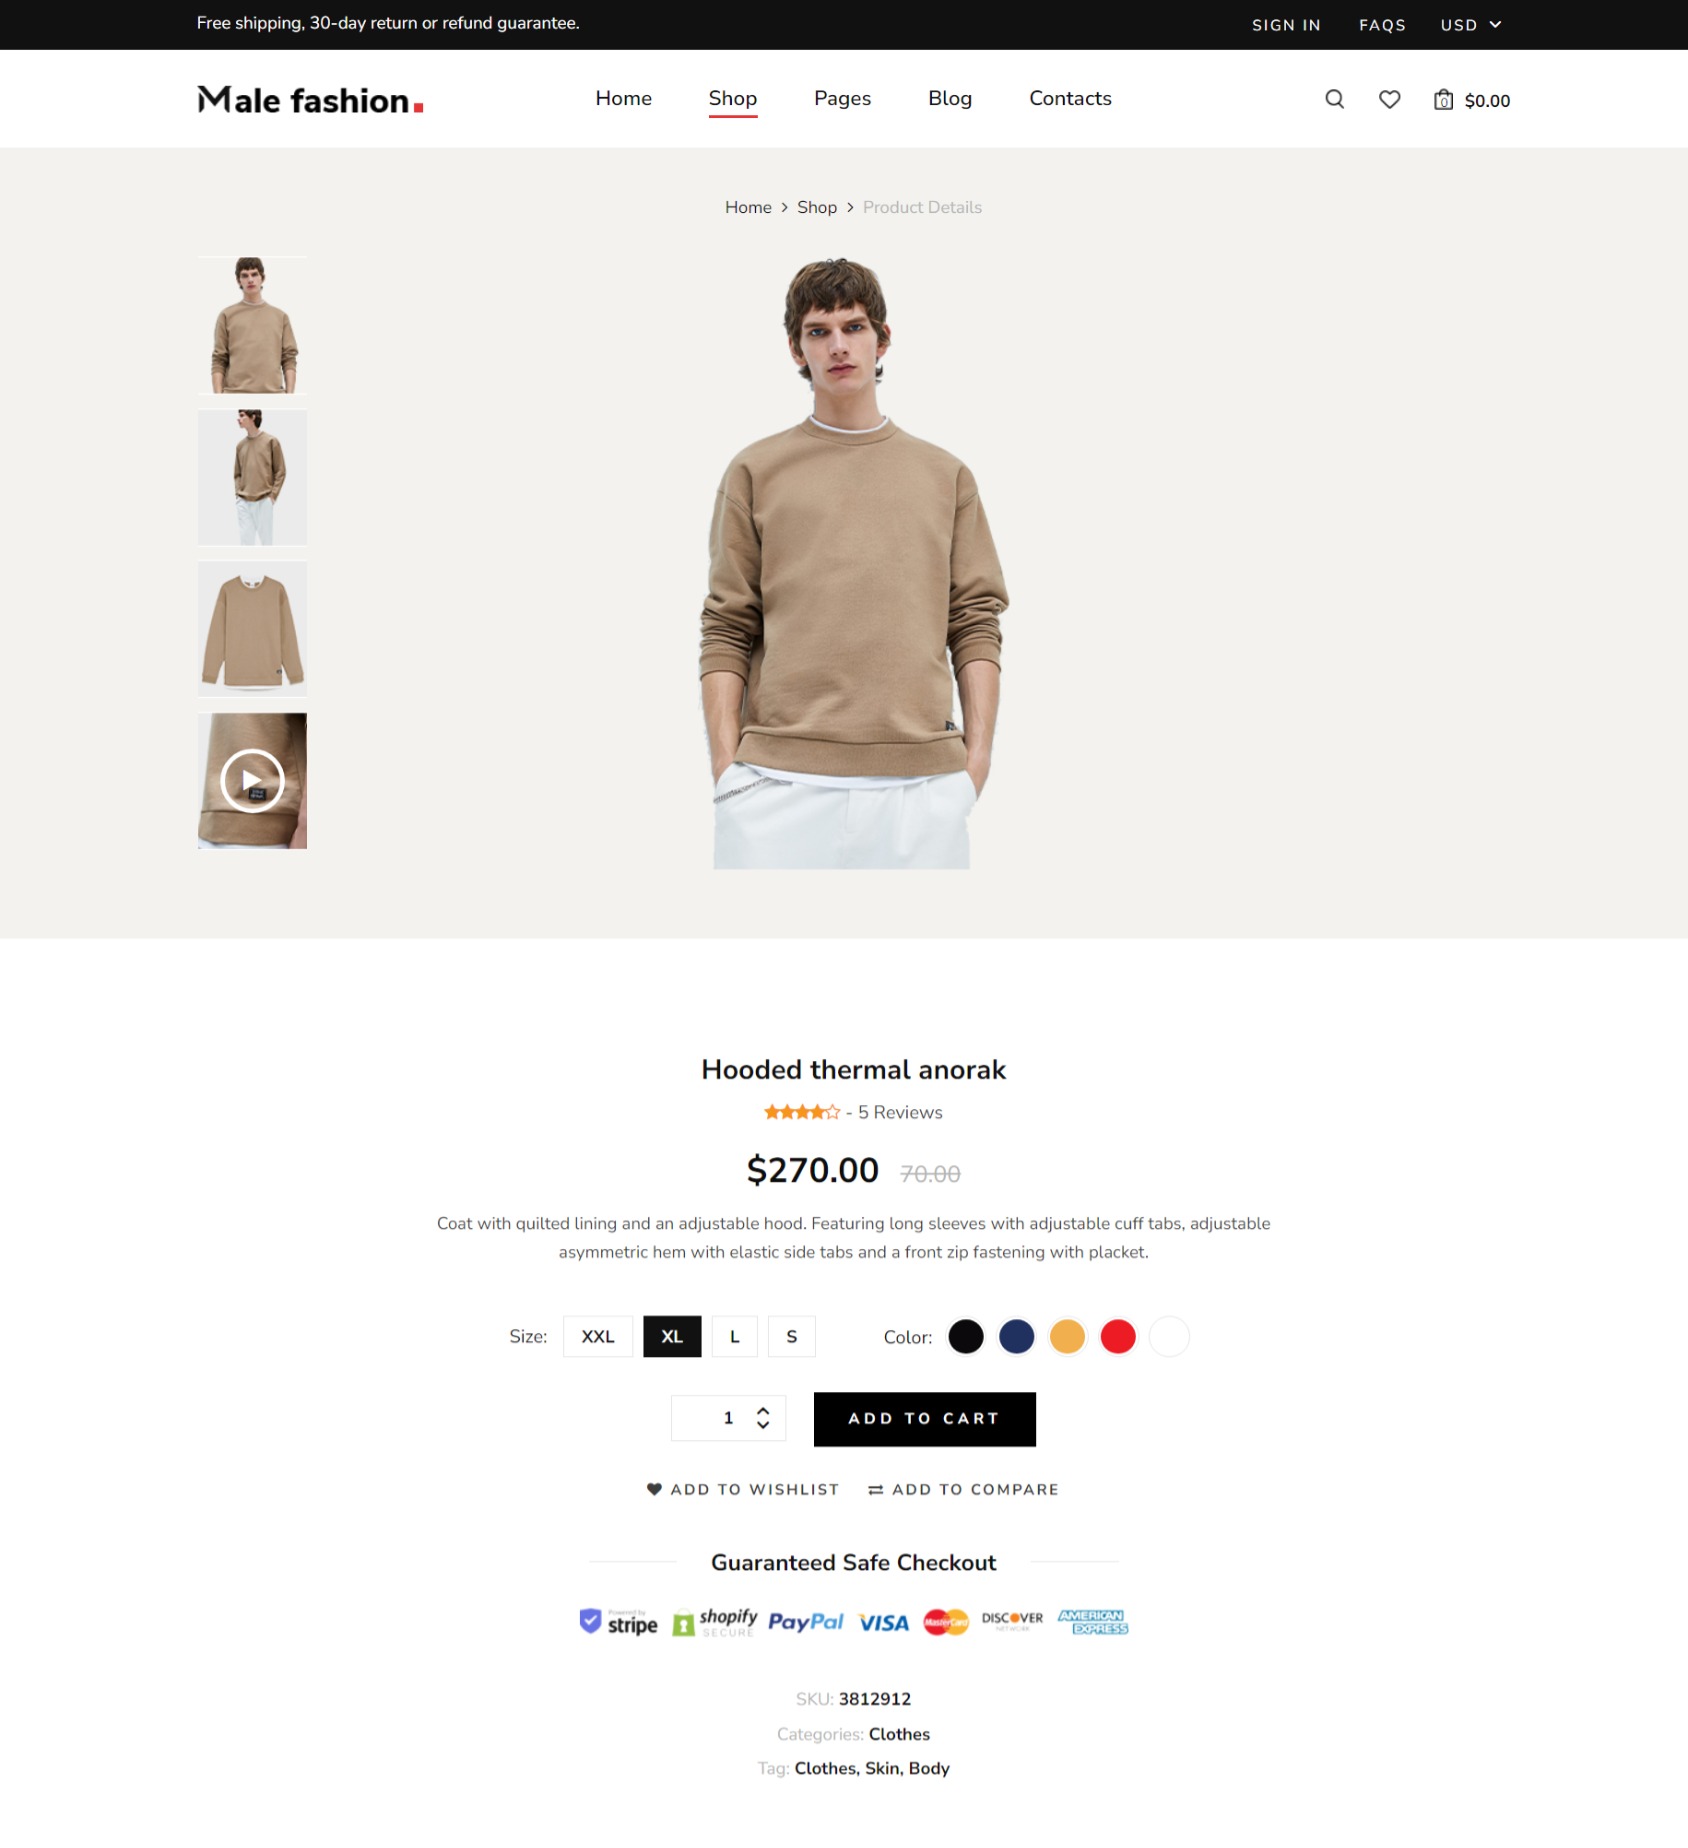 Free shipping, 30-day return or refund guarantee.
SIGN IN FAQS USD
Male fashion.
Home Shop Pages Blog Contacts
0 $0.00
Home > Shop > Product Details
Hooded thermal anorak
- 5 Reviews
$270.00 70.00
Coat with quilted lining and an adjustable hood. Featuring long sleeves with adjustable cuff tabs, adjustable
asymmetric hem with elastic side tabs and a front zip fastening with placket.
Size: XXL XL L S Color:
1 ADD TO CART
ADD TO WISHLIST ADD TO COMPARE
Guaranteed Safe Checkout
Powered by stripe shopify SECURE PayPal VISA MasterCard DISCOVER NETWORK AMERICAN EXPRESS
SKU: 3812912
Categories: Clothes
Tag: Clothes, Skin, Body